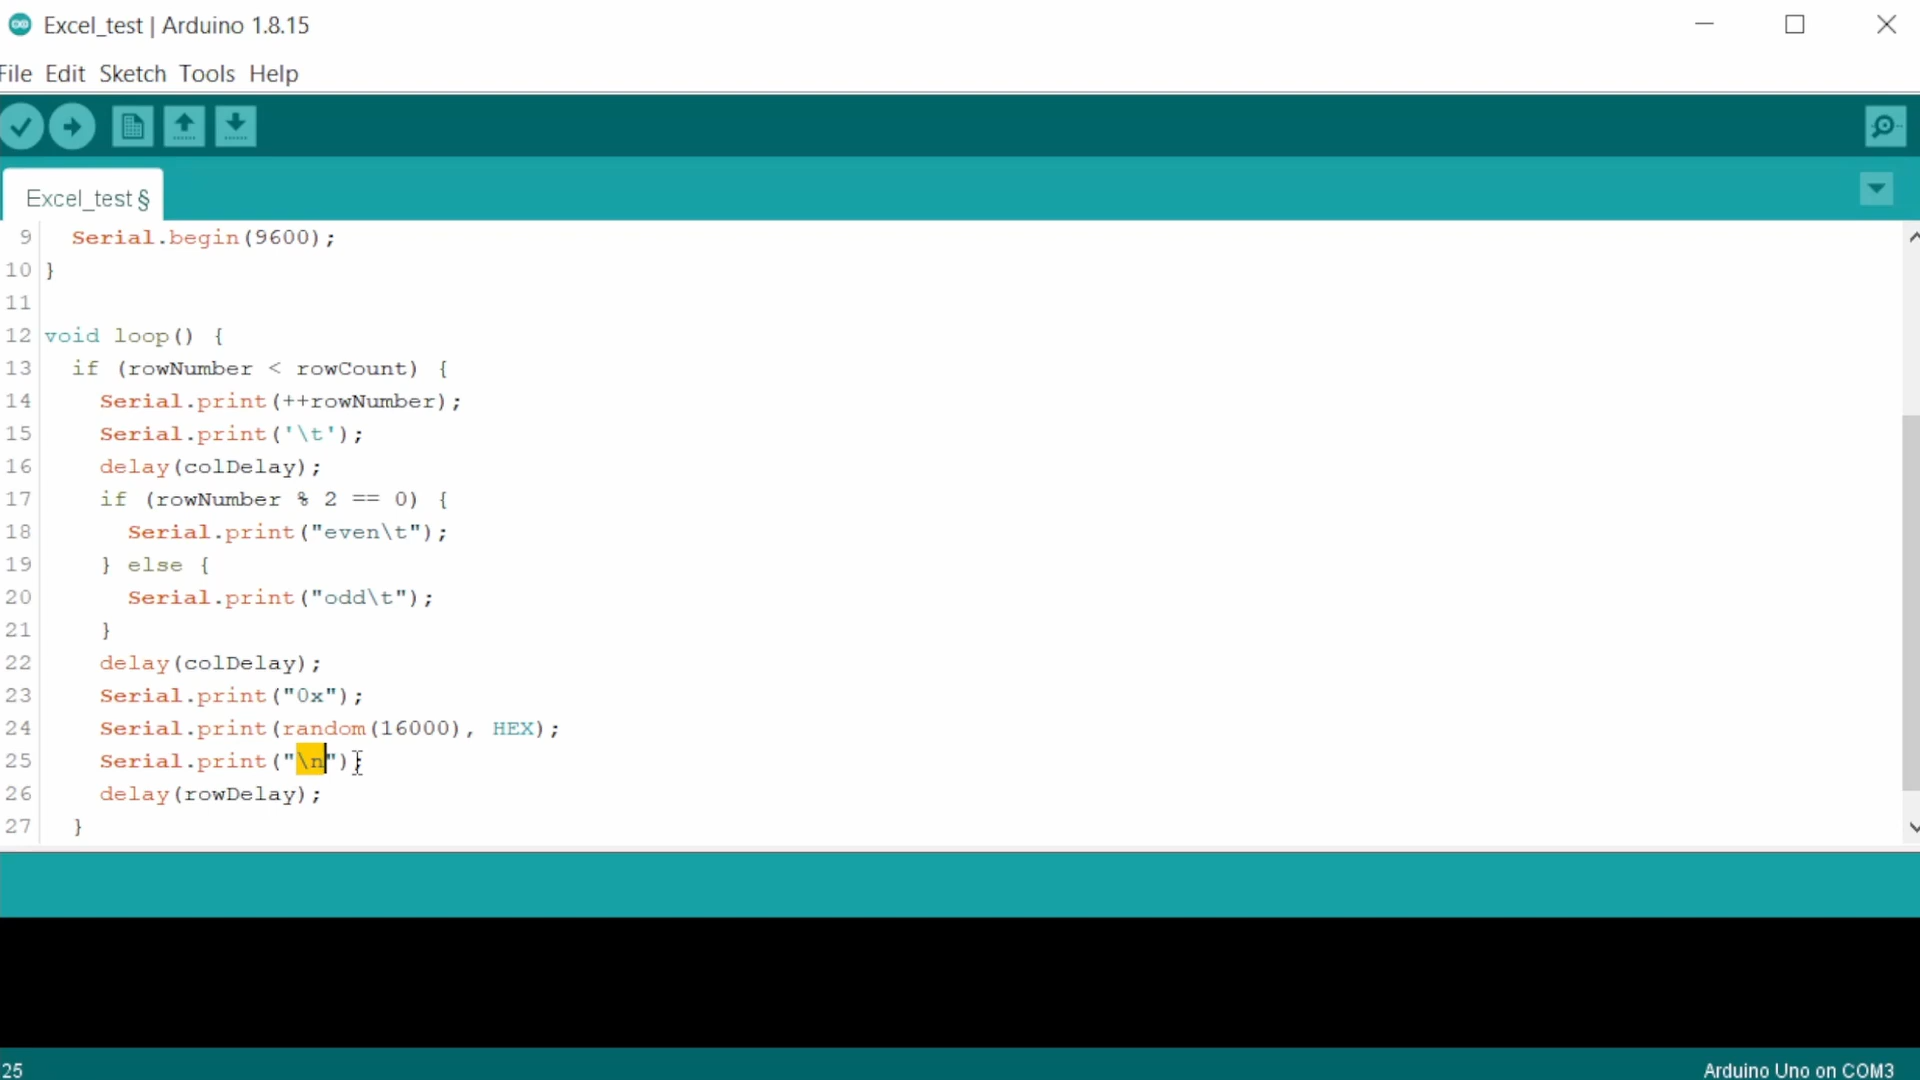 Excel_test | Arduino 1.8.15
File Edit Sketch Tools Help
Excel_test §
9 Serial.begin(9600);
10 }
11
12 void loop() {
13 if (rowNumber < rowCount) {
14 Serial.print(++rowNumber);
15 Serial.print('\t');
16 delay(colDelay);
17 if (rowNumber % 2 == 0) {
18 Serial.print("even\t");
19 } else {
20 Serial.print("odd\t");
21 }
22 delay(colDelay);
23 Serial.print("0x");
24 Serial.print(random(16000), HEX);
25 Serial.print("\n");
26 delay(rowDelay);
27 }
25 Arduino Uno on COM3